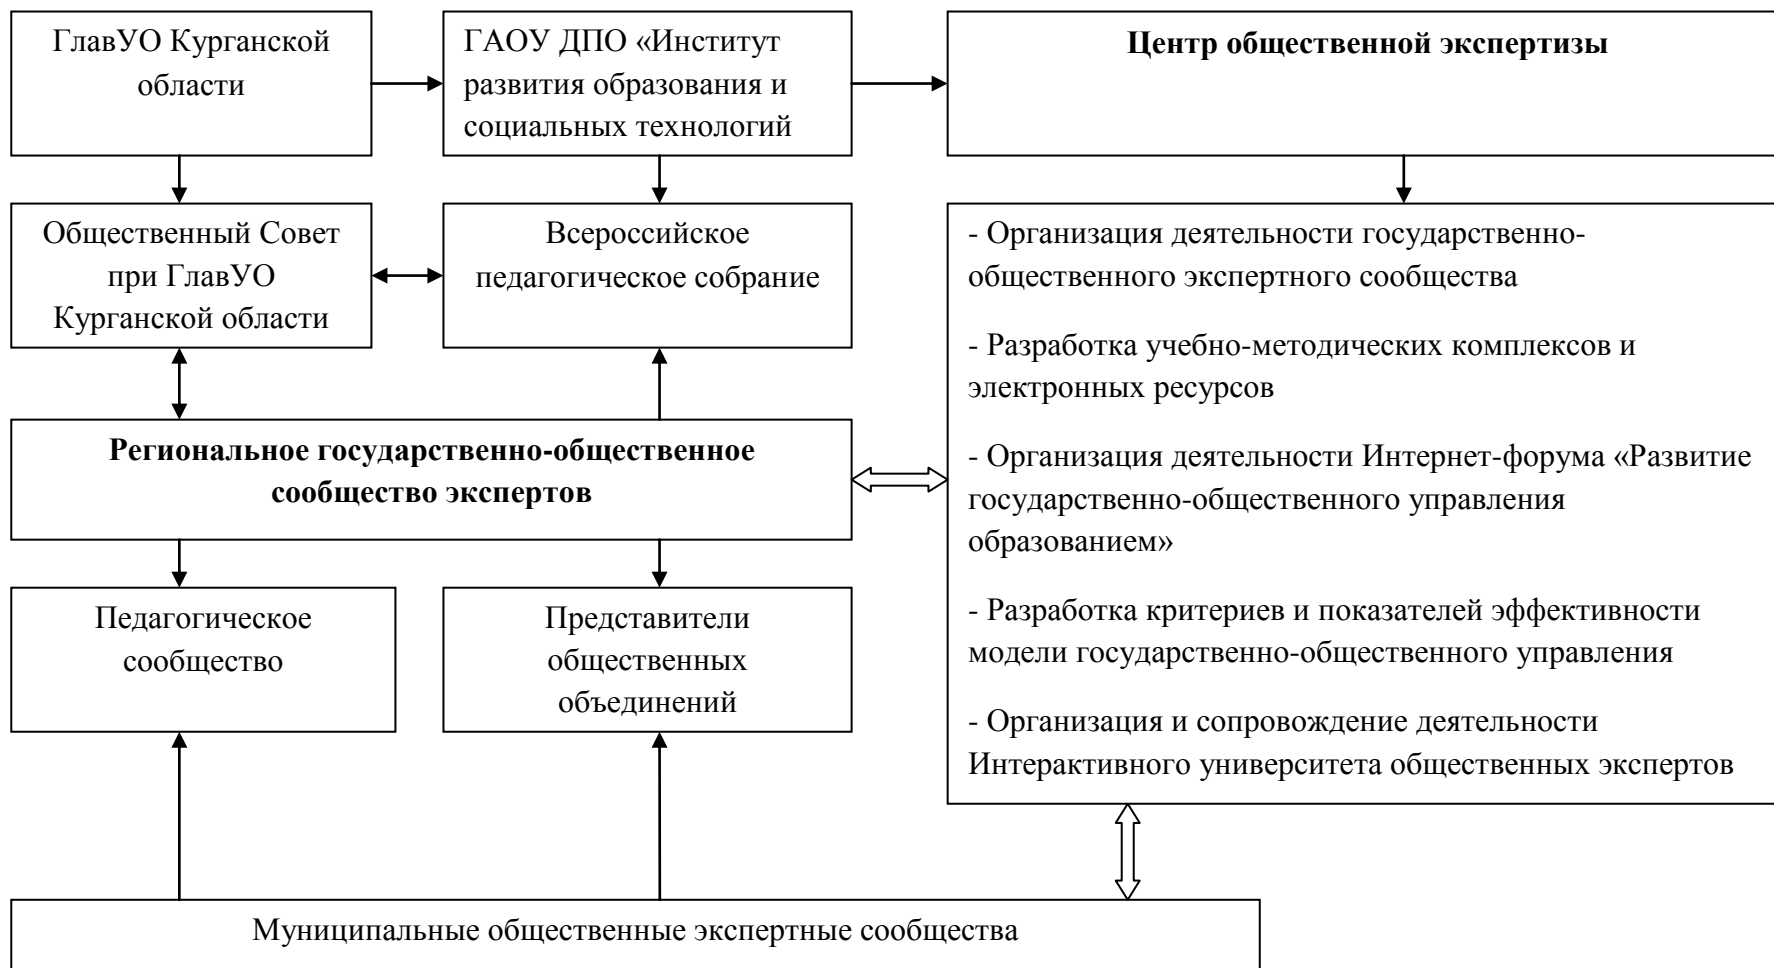 ГлавУО Курганской
области
ГАОУ ДПО «Институт
развития образования и
социальных технологий
Центр общественной экспертизы
Общественный Совет
при ГлавУО
Курганской области
Всероссийское
педагогическое собрание
- Организация деятельности государственно-
общественного экспертного сообщества
- Разработка учебно-методических комплексов и
электронных ресурсов
- Организация деятельности Интернет-форума «Развитие
государственно-общественного управления
образованием»
- Разработка критериев и показателей эффективности
модели государственно-общественного управления
- Организация и сопровождение деятельности
Интерактивного университета общественных экспертов
Региональное государственно-общественное
сообщество экспертов
Педагогическое
сообщество
Представители
общественных
объединений
Муниципальные общественные экспертные сообщества